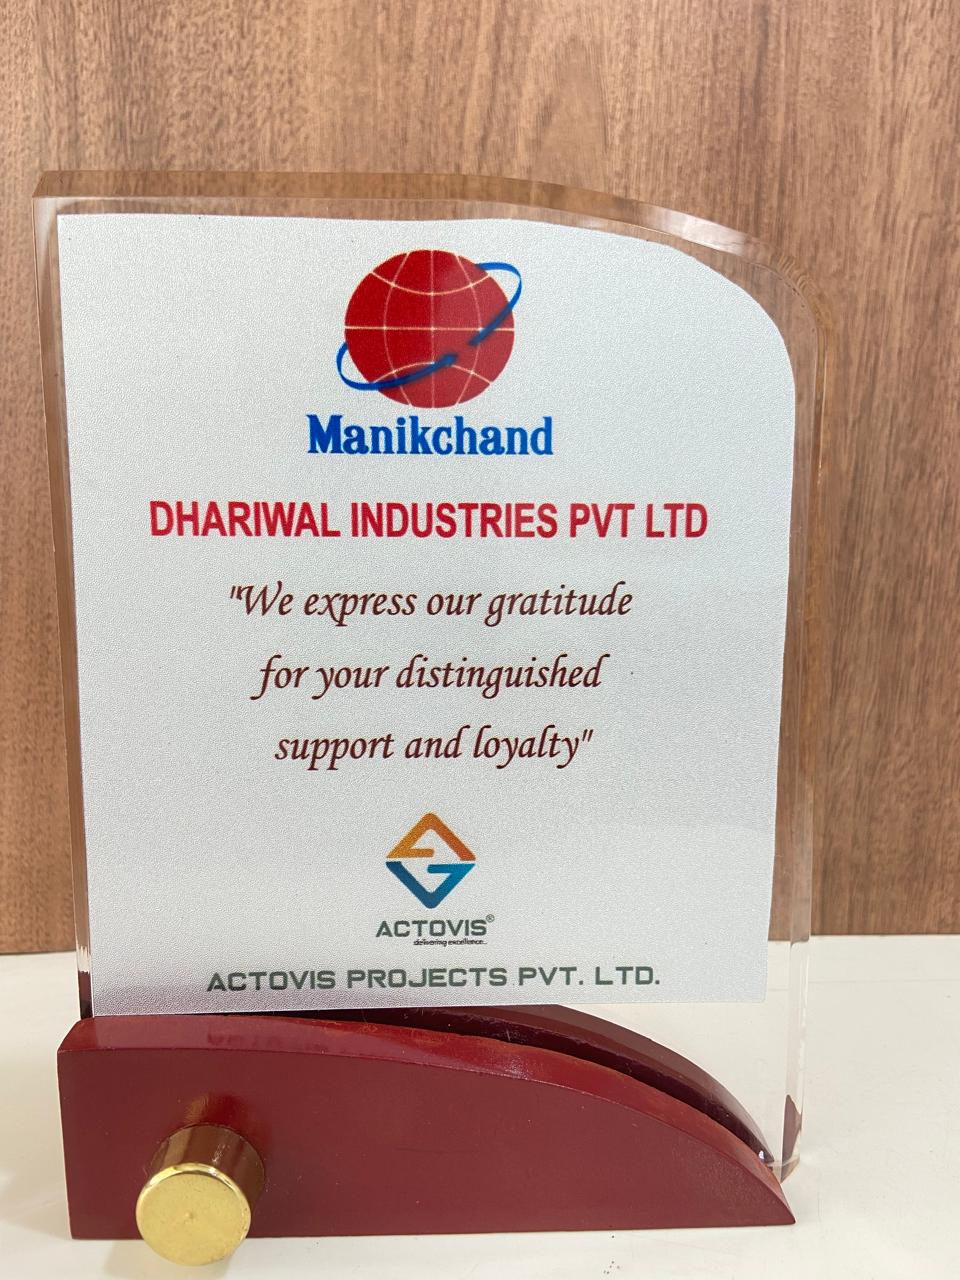 Manikchand
DHARIWAL INDUSTRIES PVT LTD
"We express our gratitude
for your distinguished
support and loyalty"
ACTOVIS®
delivering excellence...
ACTOVIS PROJECTS PVT. LTD.